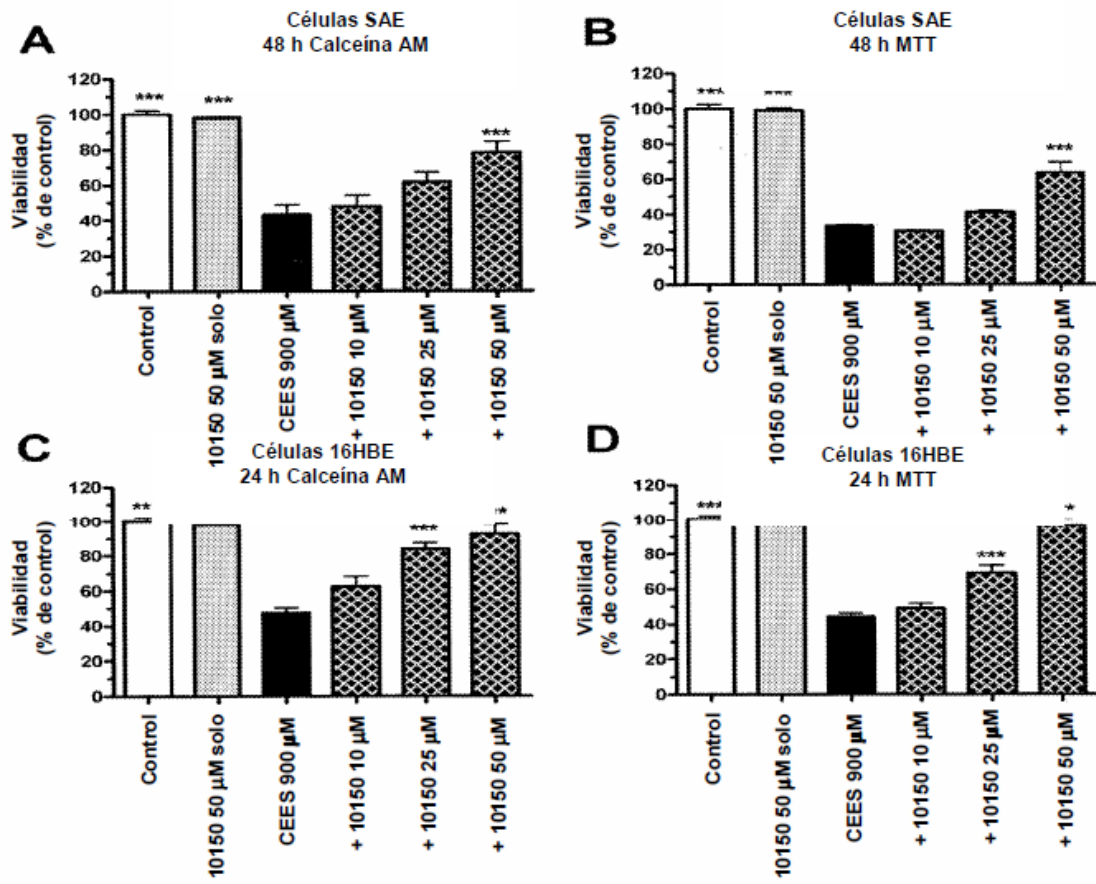 A
Células SAE
48 h Calceína AM
Viabilidad
(% de control)
120
100
80
60
40
20
0
***
***
***
Control
10150 50 µM solo
CEES 900 µM
+ 10150 10 µM
+ 10150 25 µM
+ 10150 50 µM
B
Células SAE
48 h MTT
Viabilidad
(% de control)
120
100
80
60
40
20
0
***
***
***
Control
10150 50 µM solo
CEES 900 µM
+ 10150 10 µM
+ 10150 25 µM
+ 10150 50 µM
C
Células 16HBE
24 h Calceína AM
Viabilidad
(% de control)
120
100
80
60
40
20
0
**
***
*
Control
10150 50 µM solo
CEES 900 µM
+ 10150 10 µM
+ 10150 25 µM
+ 10150 50 µM
D
Células 16HBE
24 h MTT
Viabilidad
(% de control)
120
100
80
60
40
20
0
***
***
*
Control
10150 50 µM solo
CEES 900 µM
+ 10150 10 µM
+ 10150 25 µM
+ 10150 50 µM